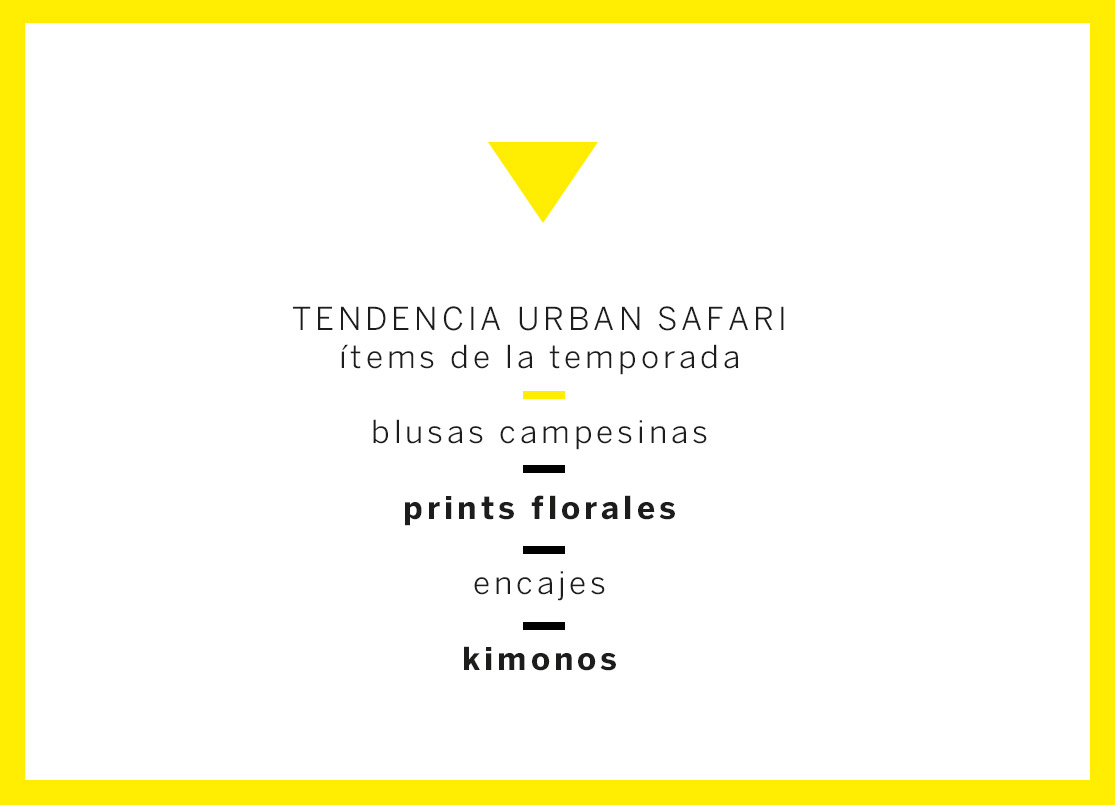 TENDENCIA URBAN SAFARI
ítems de la temporada
blusas campesinas
prints florales
encajes
kimonos